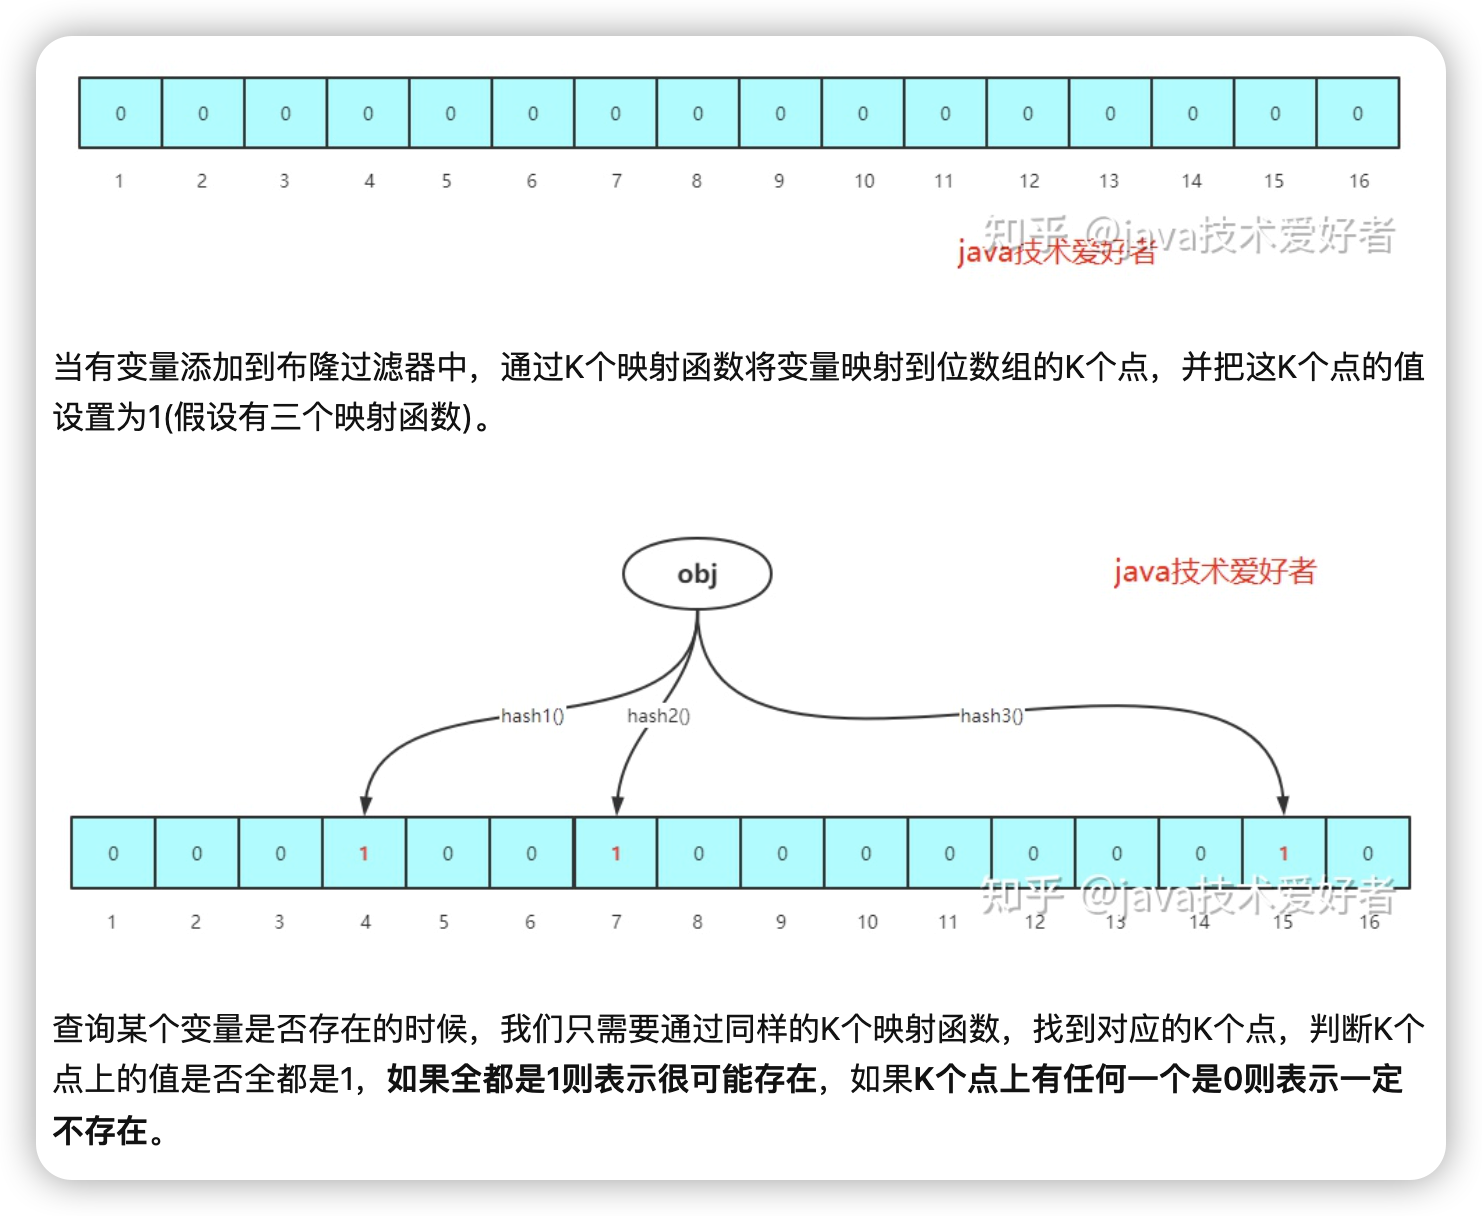 0 0 0 0 0 0 0 0 0 0 0 0 0 0 0 0
1 2 3 4 5 6 7 8 9 10 11 12 13 14 15 16
知乎 @java技术爱好者
java技术爱好者
当有变量添加到布隆过滤器中，通过K个映射函数将变量映射到位数组的K个点，并把这K个点的值
设置为1(假设有三个映射函数)。
obj
java技术爱好者
hash1() hash2() hash3()
0 0 0 1 0 0 1 0 0 0 0 0 0 0 1 0
知乎 @java技术爱好者
1 2 3 4 5 6 7 8 9 10 11 12 13 14 15 16
查询某个变量是否存在的时候，我们只需要通过同样的K个映射函数，找到对应的K个点，判断K个
点上的值是否全都是1，如果全都是1则表示很可能存在，如果K个点上有任何一个是0则表示一定
不存在。